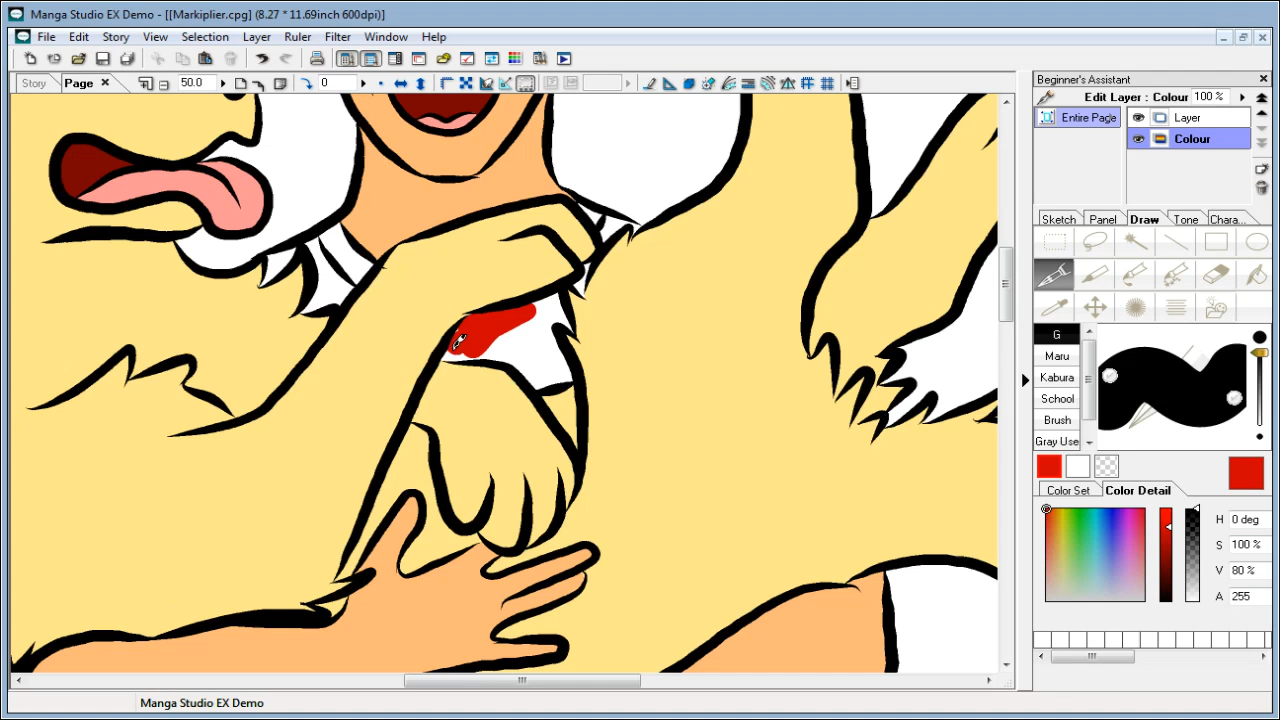 Manga Studio EX Demo - [[Markiplier.cpg] (8.27 * 11.69inch 600dpi)]
File Edit Story View Selection Layer Ruler Filter Window Help
Story Page 50.0 0
Beginner's Assistant
Edit Layer : Colour 100 %
Entire Page
Layer
Colour
Sketch Panel Draw Tone Chara...
G
Maru
Kabura
School
Brush
Gray Use
Color Set Color Detail
H 0 deg
S 100 %
V 80 %
A 255
Manga Studio EX Demo